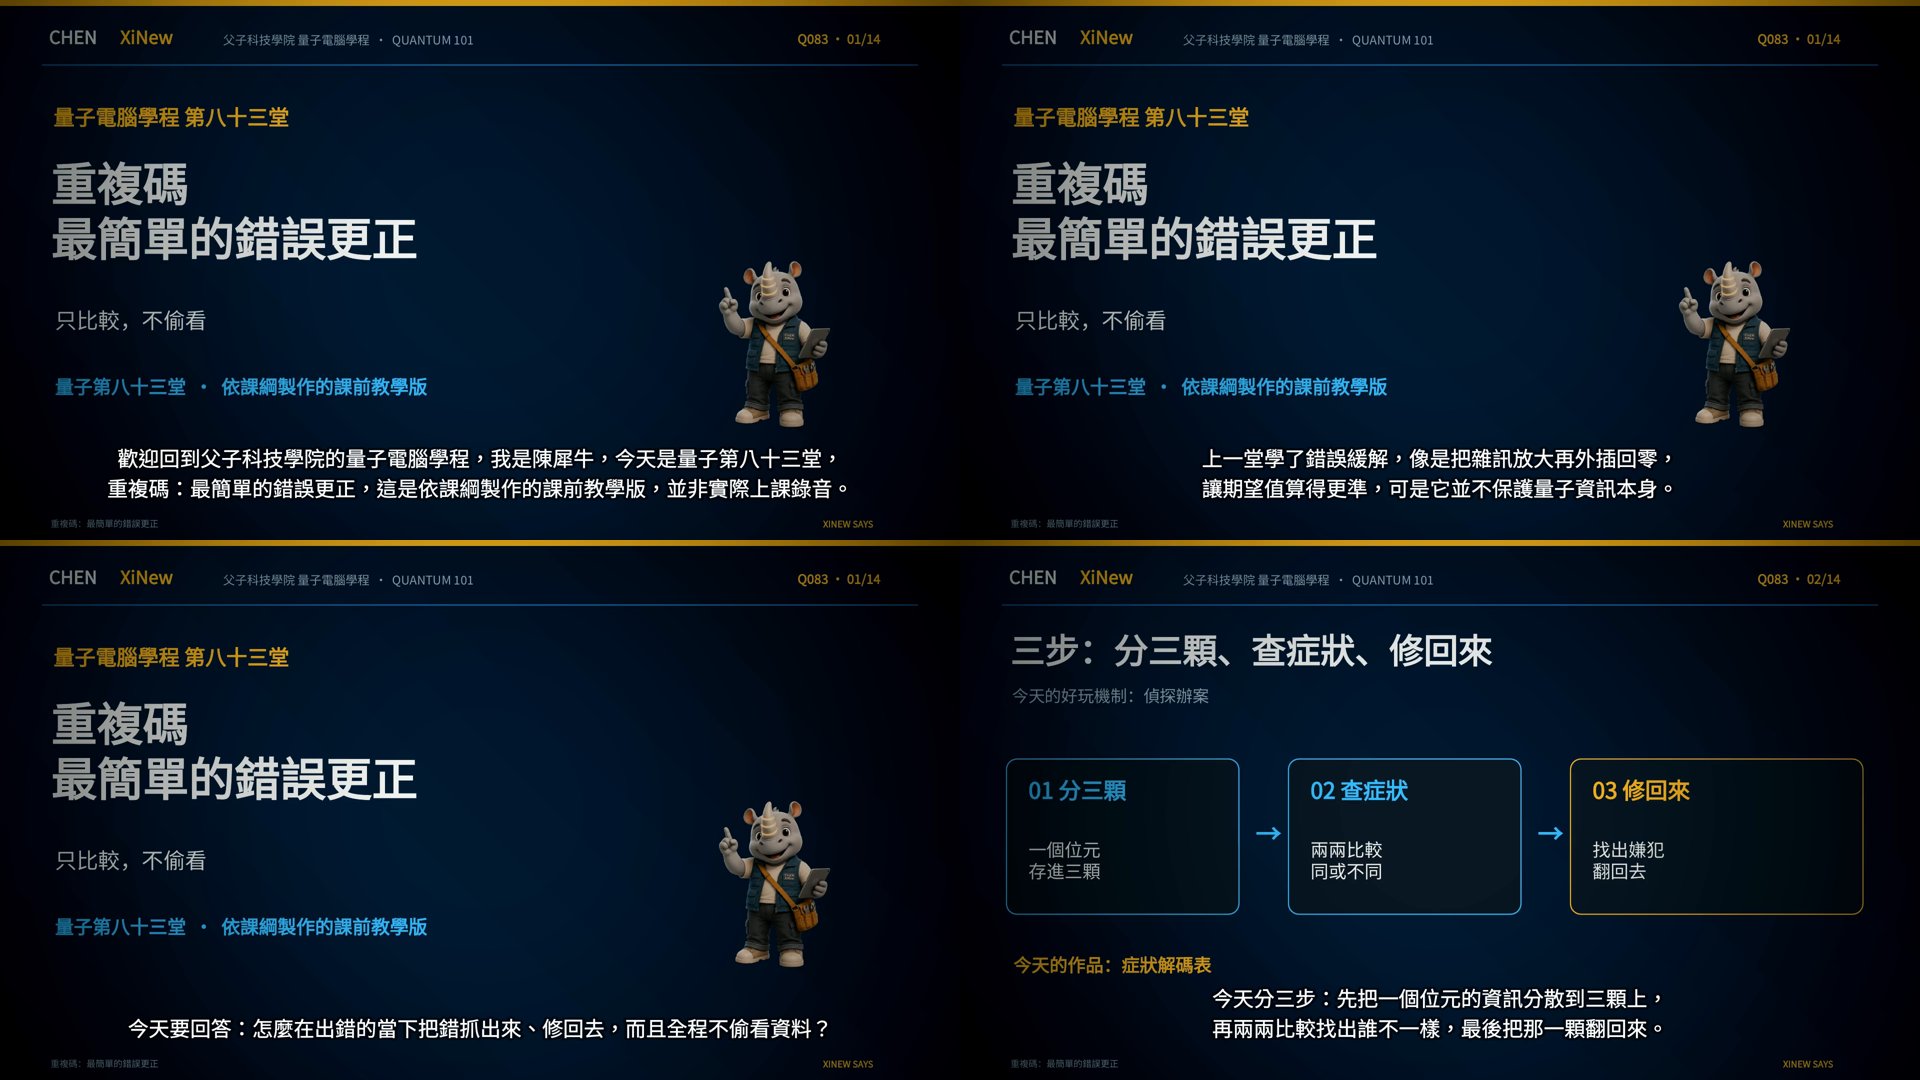 CHEN XiNew 父子科技學院 量子電腦學程 · QUANTUM 101 Q083 · 01/14
量子電腦學程 第八十三堂
重複碼
最簡單的錯誤更正
只比較，不偷看
量子第八十三堂 · 依課綱製作的課前教學版
歡迎回到父子科技學院的量子電腦學程，我是陳犀牛，今天是量子第八十三堂，
重複碼：最簡單的錯誤更正，這是依課綱製作的課前教學版，並非實際上課錄音。
重複碼：最簡單的錯誤更正 XINEW SAYS
CHEN XiNew 父子科技學院 量子電腦學程 · QUANTUM 101 Q083 · 01/14
量子電腦學程 第八十三堂
重複碼
最簡單的錯誤更正
只比較，不偷看
量子第八十三堂 · 依課綱製作的課前教學版
上一堂學了錯誤緩解，像是把雜訊放大再外插回零，
讓期望值算得更準，可是它並不保護量子資訊本身。
重複碼：最簡單的錯誤更正 XINEW SAYS
CHEN XiNew 父子科技學院 量子電腦學程 · QUANTUM 101 Q083 · 01/14
量子電腦學程 第八十三堂
重複碼
最簡單的錯誤更正
只比較，不偷看
量子第八十三堂 · 依課綱製作的課前教學版
今天要回答：怎麼在出錯的當下把錯抓出來、修回去，而且全程不偷看資料？
重複碼：最簡單的錯誤更正 XINEW SAYS
CHEN XiNew 父子科技學院 量子電腦學程 · QUANTUM 101 Q083 · 02/14
三步：分三顆、查症狀、修回來
今天的好玩機制：偵探辦案
01 分三顆
一個位元
存進三顆
→
02 查症狀
兩兩比較
同或不同
→
03 修回來
找出嫌犯
翻回去
今天的作品：症狀解碼表
今天分三步：先把一個位元的資訊分散到三顆上，
再兩兩比較找出誰不一樣，最後把那一顆翻回來。
重複碼：最簡單的錯誤更正 XINEW SAYS